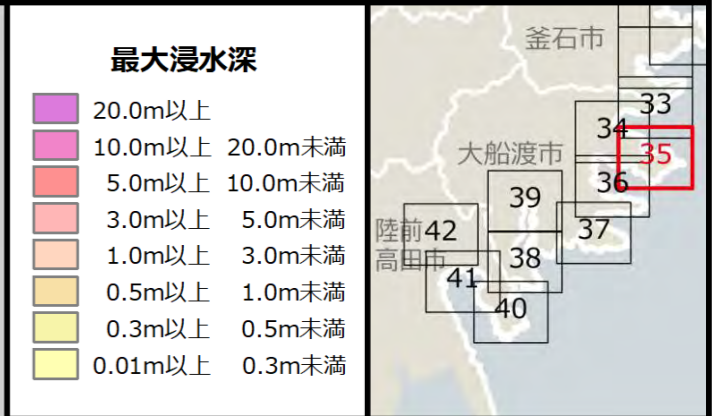 最大浸水深
20.0m以上
10.0m以上 20.0m未満
5.0m以上 10.0m未満
3.0m以上 5.0m未満
1.0m以上 3.0m未満
0.5m以上 1.0m未満
0.3m以上 0.5m未満
0.01m以上 0.3m未満
釜石市
33
34
35
大船渡市
36
39
37
42
陸前
高田市
38
41
40